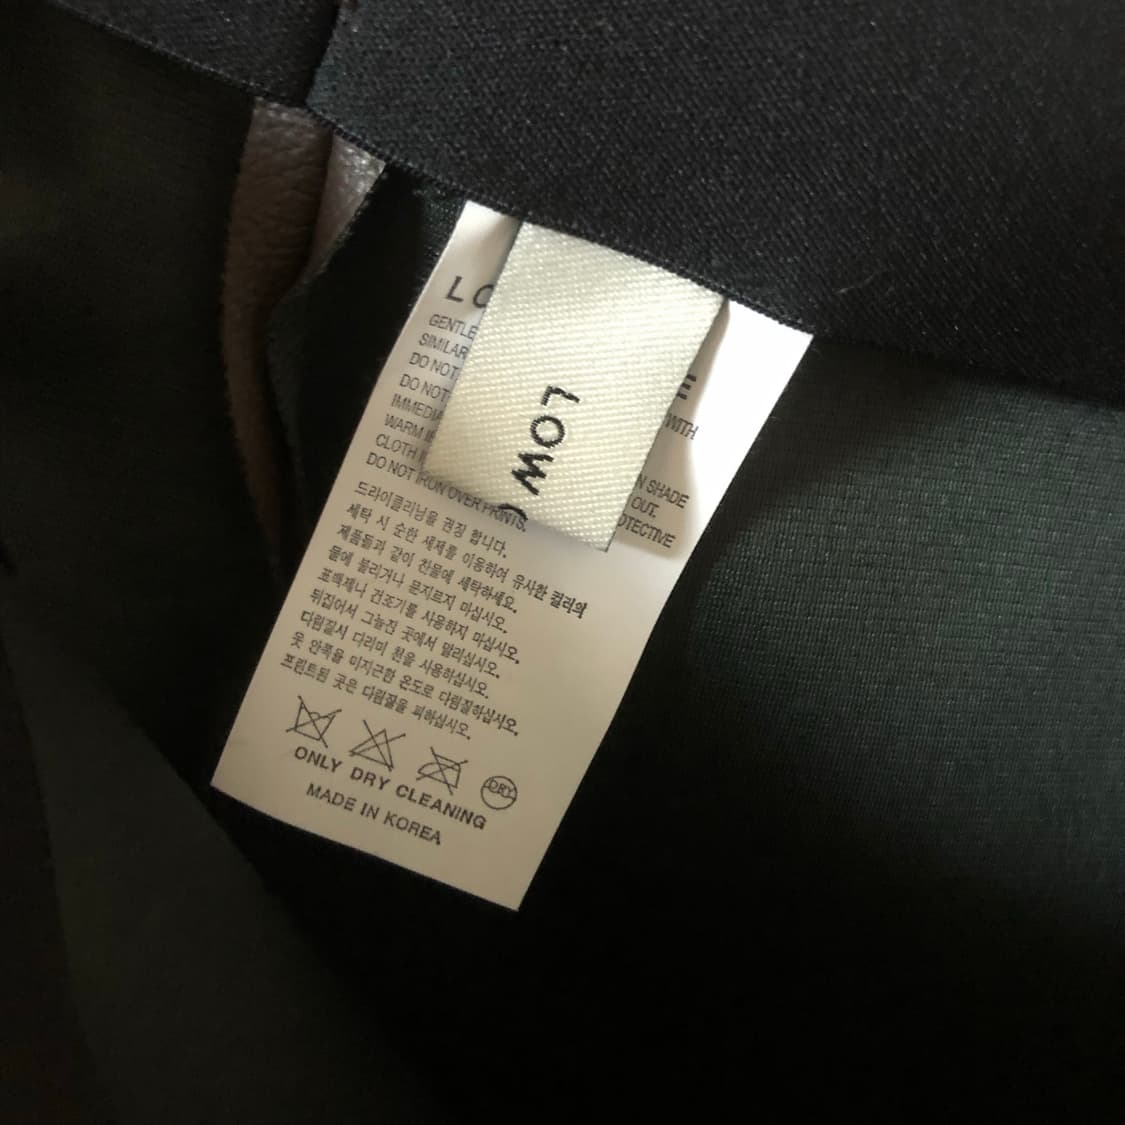 LOW
GENTLE
SIMILAR WITH
DO NOT
DO NOT SHADE
IMMEDIA OUT.
WARM OTECTIVE
CLOTH
DO NOT IRON OVER PRINTS.
드라이클리닝을 권장 합니다.
세탁 시 순한 세제를 이용하여 유사한 컬러의
제품들과 같이 찬물에 세탁하세요.
물에 불리거나 문지르지 마십시오.
표백제나 건조기를 사용하지 마십시오.
뒤집어서 그늘진 곳에서 말리십시오.
다림질시 다리미 천을 사용하십시오.
옷 안쪽을 미지근한 온도로 다림질하십시오.
프린트된 곳은 다림질을 피하십시오.
DRY
ONLY DRY CLEANING
MADE IN KOREA